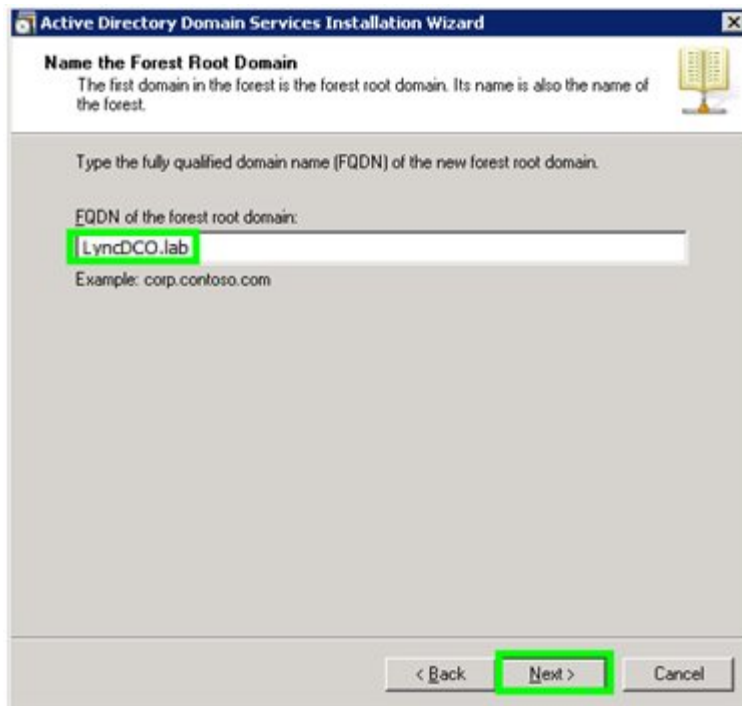 Active Directory Domain Services Installation Wizard
Name the Forest Root Domain
The first domain in the forest is the forest root domain. Its name is also the name of
the forest.
Type the fully qualified domain name (FQDN) of the new forest root domain.
FQDN of the forest root domain:
LyncDCO.lab
Example: corp.contoso.com
< Back
Next >
Cancel